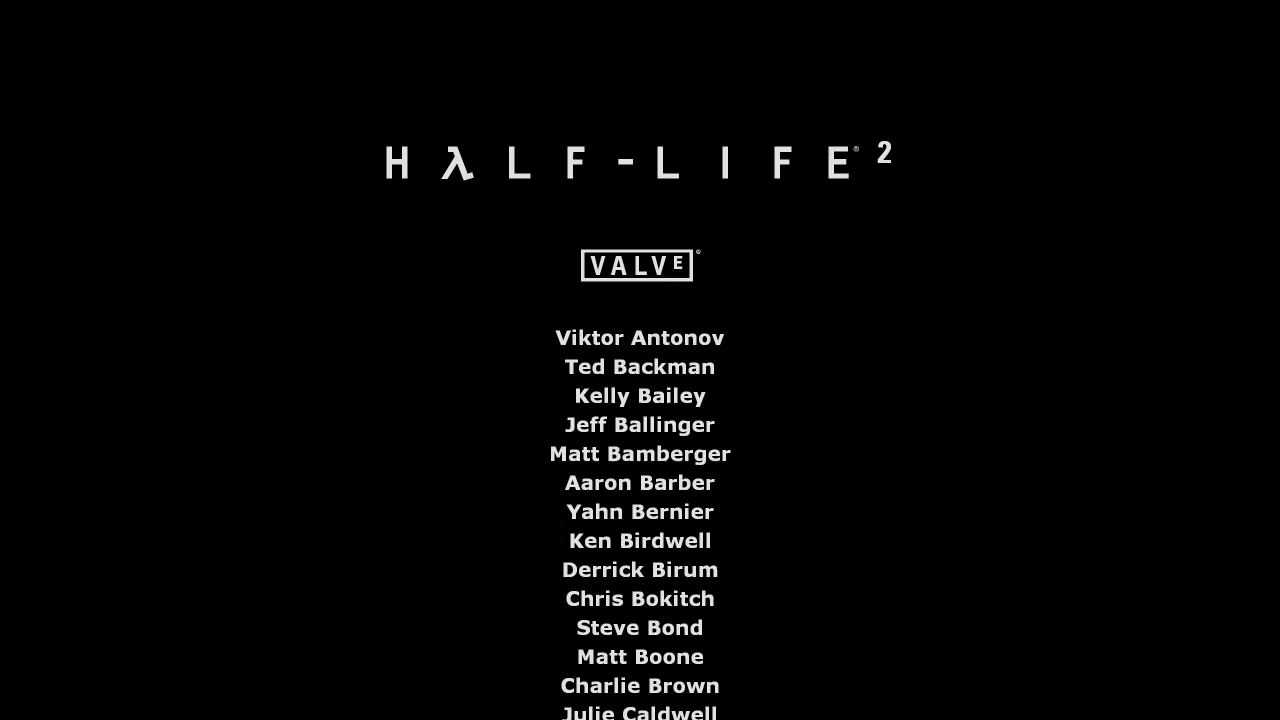 HλLF-LIFE® 2
VALVE®
Viktor Antonov
Ted Backman
Kelly Bailey
Jeff Ballinger
Matt Bamberger
Aaron Barber
Yahn Bernier
Ken Birdwell
Derrick Birum
Chris Bokitch
Steve Bond
Matt Boone
Charlie Brown
Julie Caldwell